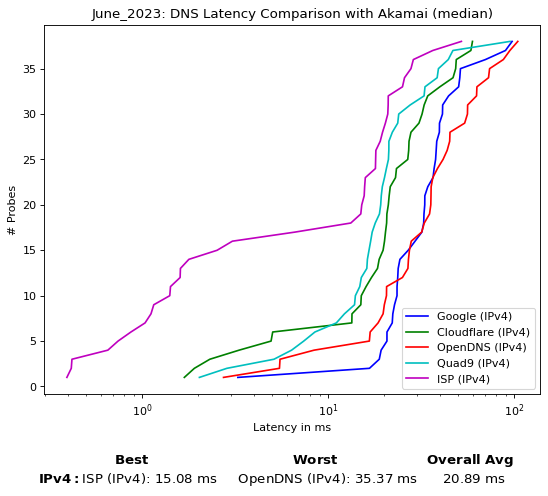 June_2023: DNS Latency Comparison with Akamai (median)
# Probes
35
30
25
20
15
10
5
0
10⁰
10¹
10²
Latency in ms
Google (IPv4)
Cloudflare (IPv4)
OpenDNS (IPv4)
Quad9 (IPv4)
ISP (IPv4)
Best Worst Overall Avg
IPv4: ISP (IPv4): 15.08 ms OpenDNS (IPv4): 35.37 ms 20.89 ms